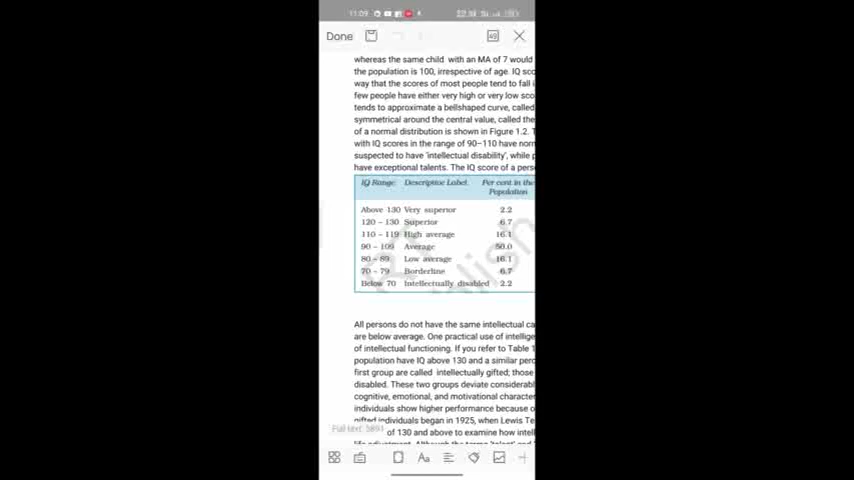 11:09
Done
49
whereas the same child with an MA of 7 would
the population is 100, irrespective of age. IQ sco
way that the scores of most people tend to fall i
few people have either very high or very low sco
tends to approximate a bellshaped curve, called
symmetrical around the central value, called the
of a normal distribution is shown in Figure 1.2. T
with IQ scores in the range of 90–110 have norm
suspected to have 'intellectual disability', while p
have exceptional talents. The IQ score of a pers
IQ Range Descriptive Label Per cent in the
Population
Above 130 Very superior 2.2
120 – 130 Superior 6.7
110 – 119 High average 16.1
90 – 109 Average 50.0
80 – 89 Low average 16.1
70 – 79 Borderline 6.7
Below 70 Intellectually disabled 2.2
All persons do not have the same intellectual ca
are below average. One practical use of intellige
of intellectual functioning. If you refer to Table 1
population have IQ above 130 and a similar perc
first group are called intellectually gifted; those
disabled. These two groups deviate considerabl
cognitive, emotional, and motivational character
individuals show higher performance because o
gifted individuals began in 1925, when Lewis Te
Full text: 5891
of 130 and above to examine how intell
Aa